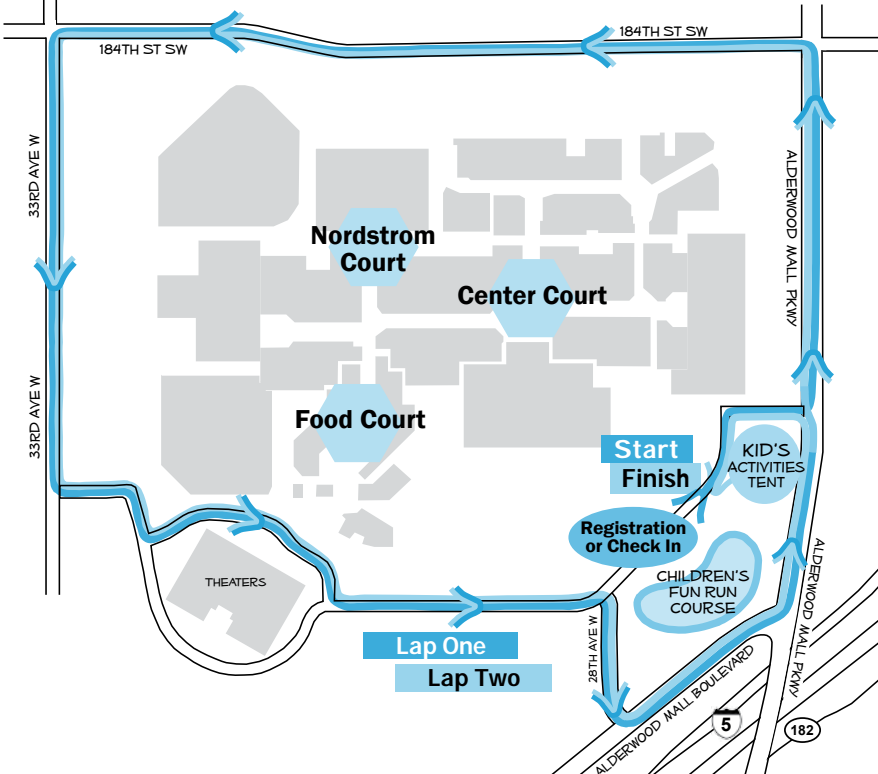 184TH ST SW
184TH ST SW
33RD AVE W
ALDERWOOD MALL PKWY
Nordstrom
Court
Center Court
33RD AVE W
Food Court
Start
Finish
KID'S
ACTIVITIES
TENT
Registration
or Check In
CHILDREN'S
FUN RUN
COURSE
THEATERS
ALDERWOOD MALL PKWY
Lap One
Lap Two
28TH AVE W
ALDERWOOD MALL BOULEVARD
5
182